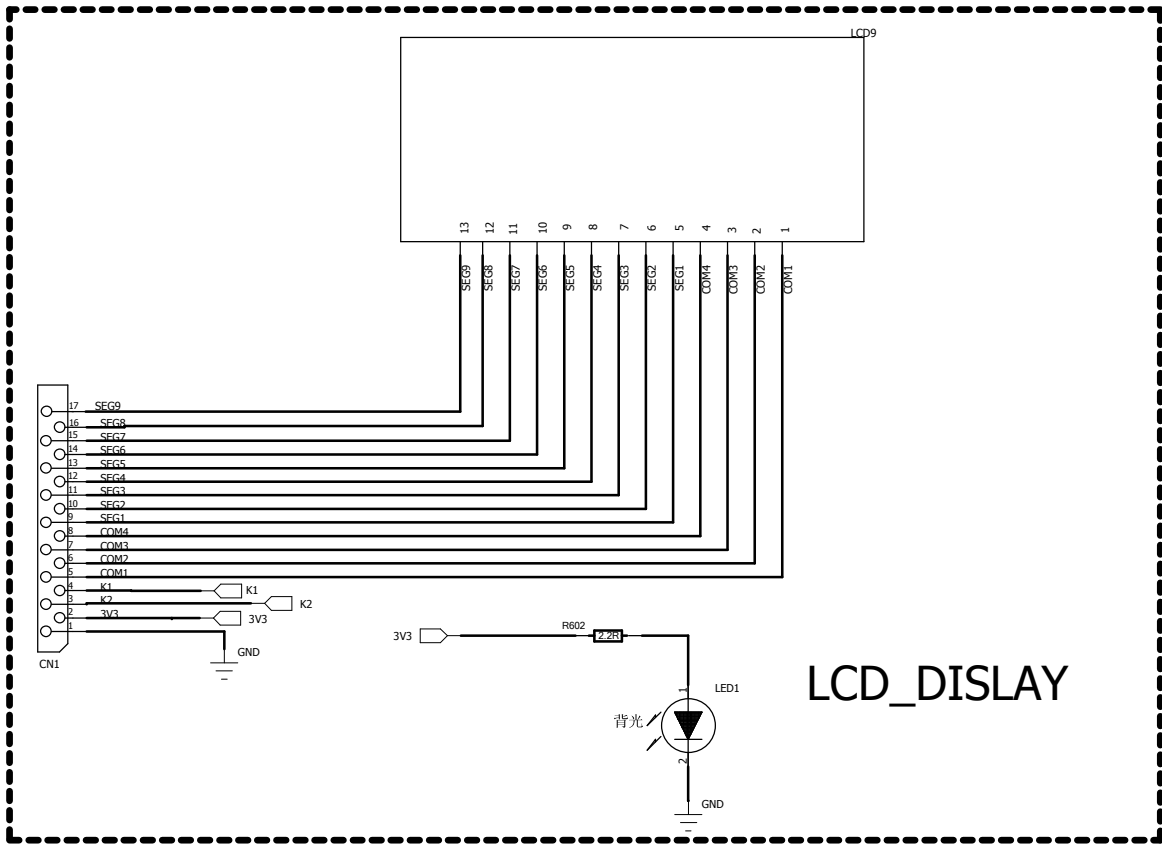 LCD9
13
12
11
10
9
8
7
6
5
4
3
2
1
SEG9
SEG8
SEG7
SEG6
SEG5
SEG4
SEG3
SEG2
SEG1
COM4
COM3
COM2
COM1
17 SEG9
16 SEG8
15 SEG7
14 SEG6
13 SEG5
12 SEG4
11 SEG3
10 SEG2
9 SEG1
8 COM4
7 COM3
6 COM2
5 COM1
4 K1 K1
3 K2 K2
2 3V3 3V3
1
GND
CN1
3V3
R602
2.2R
1
LED1
背光
2
GND
LCD_DISLAY